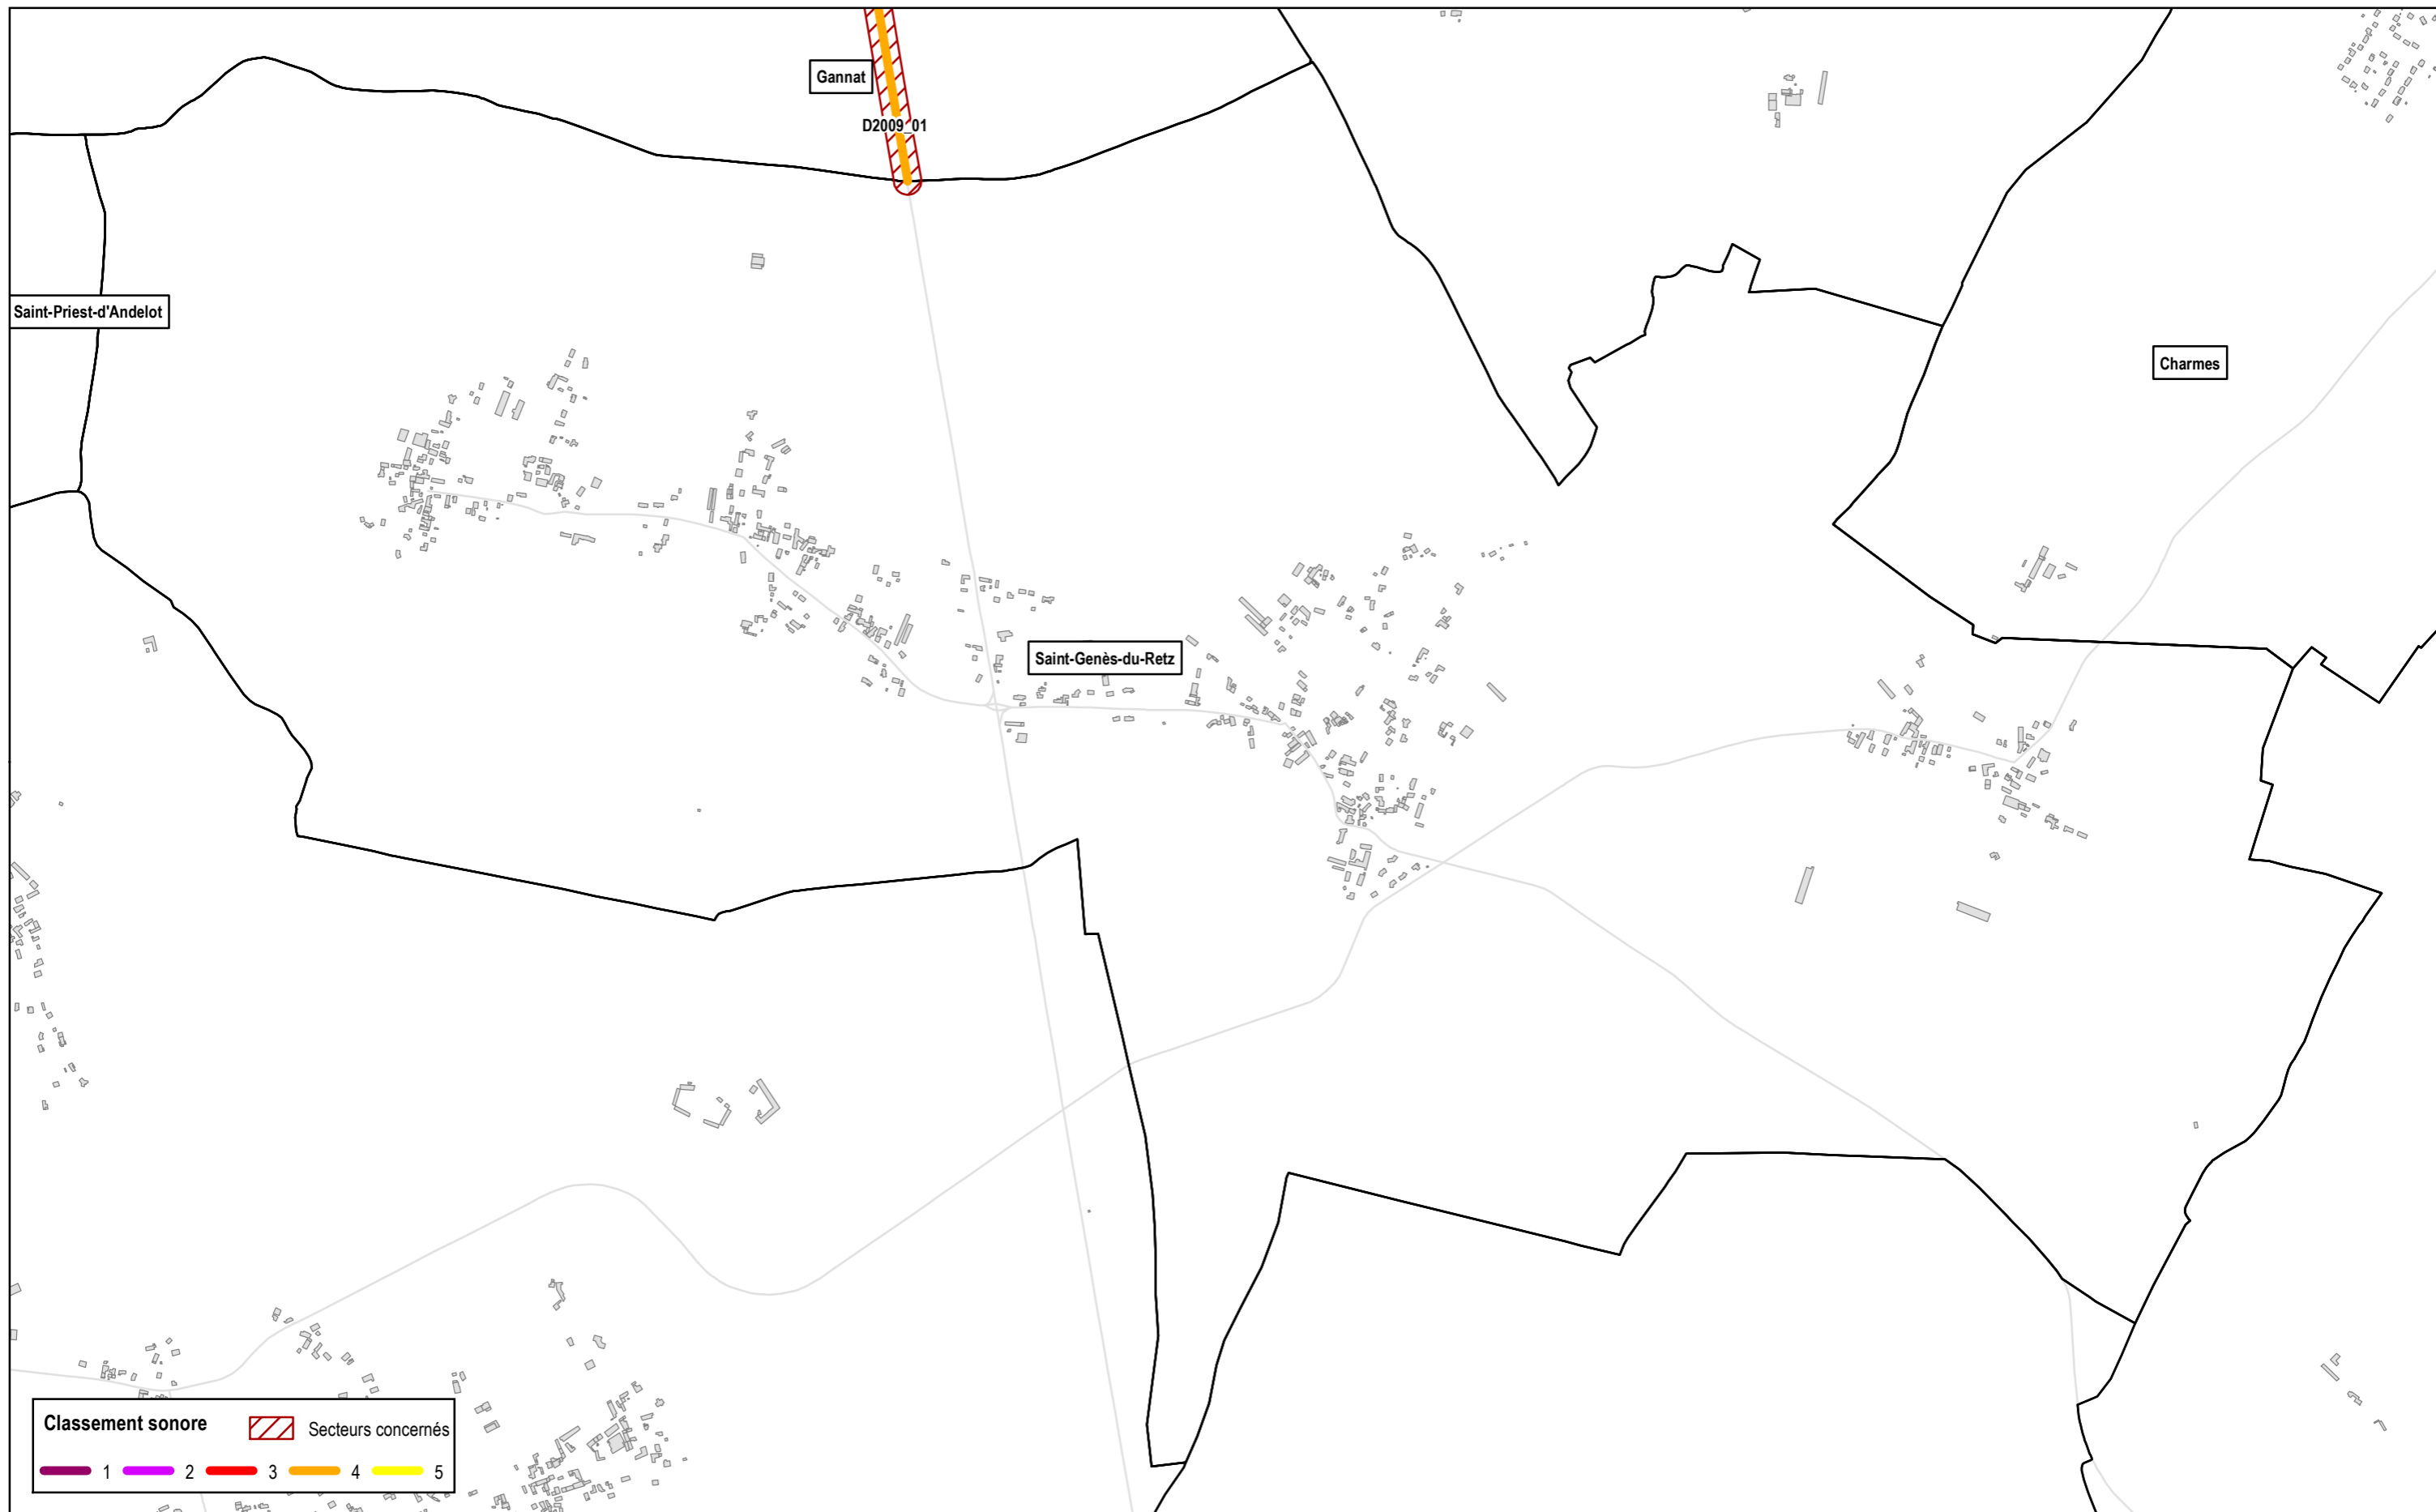 Gannat
D2009_01
Saint-Priest-d'Andelot
Charmes
Saint-Genès-du-Retz
Classement sonore
Secteurs concernés
1 2 3 4 5